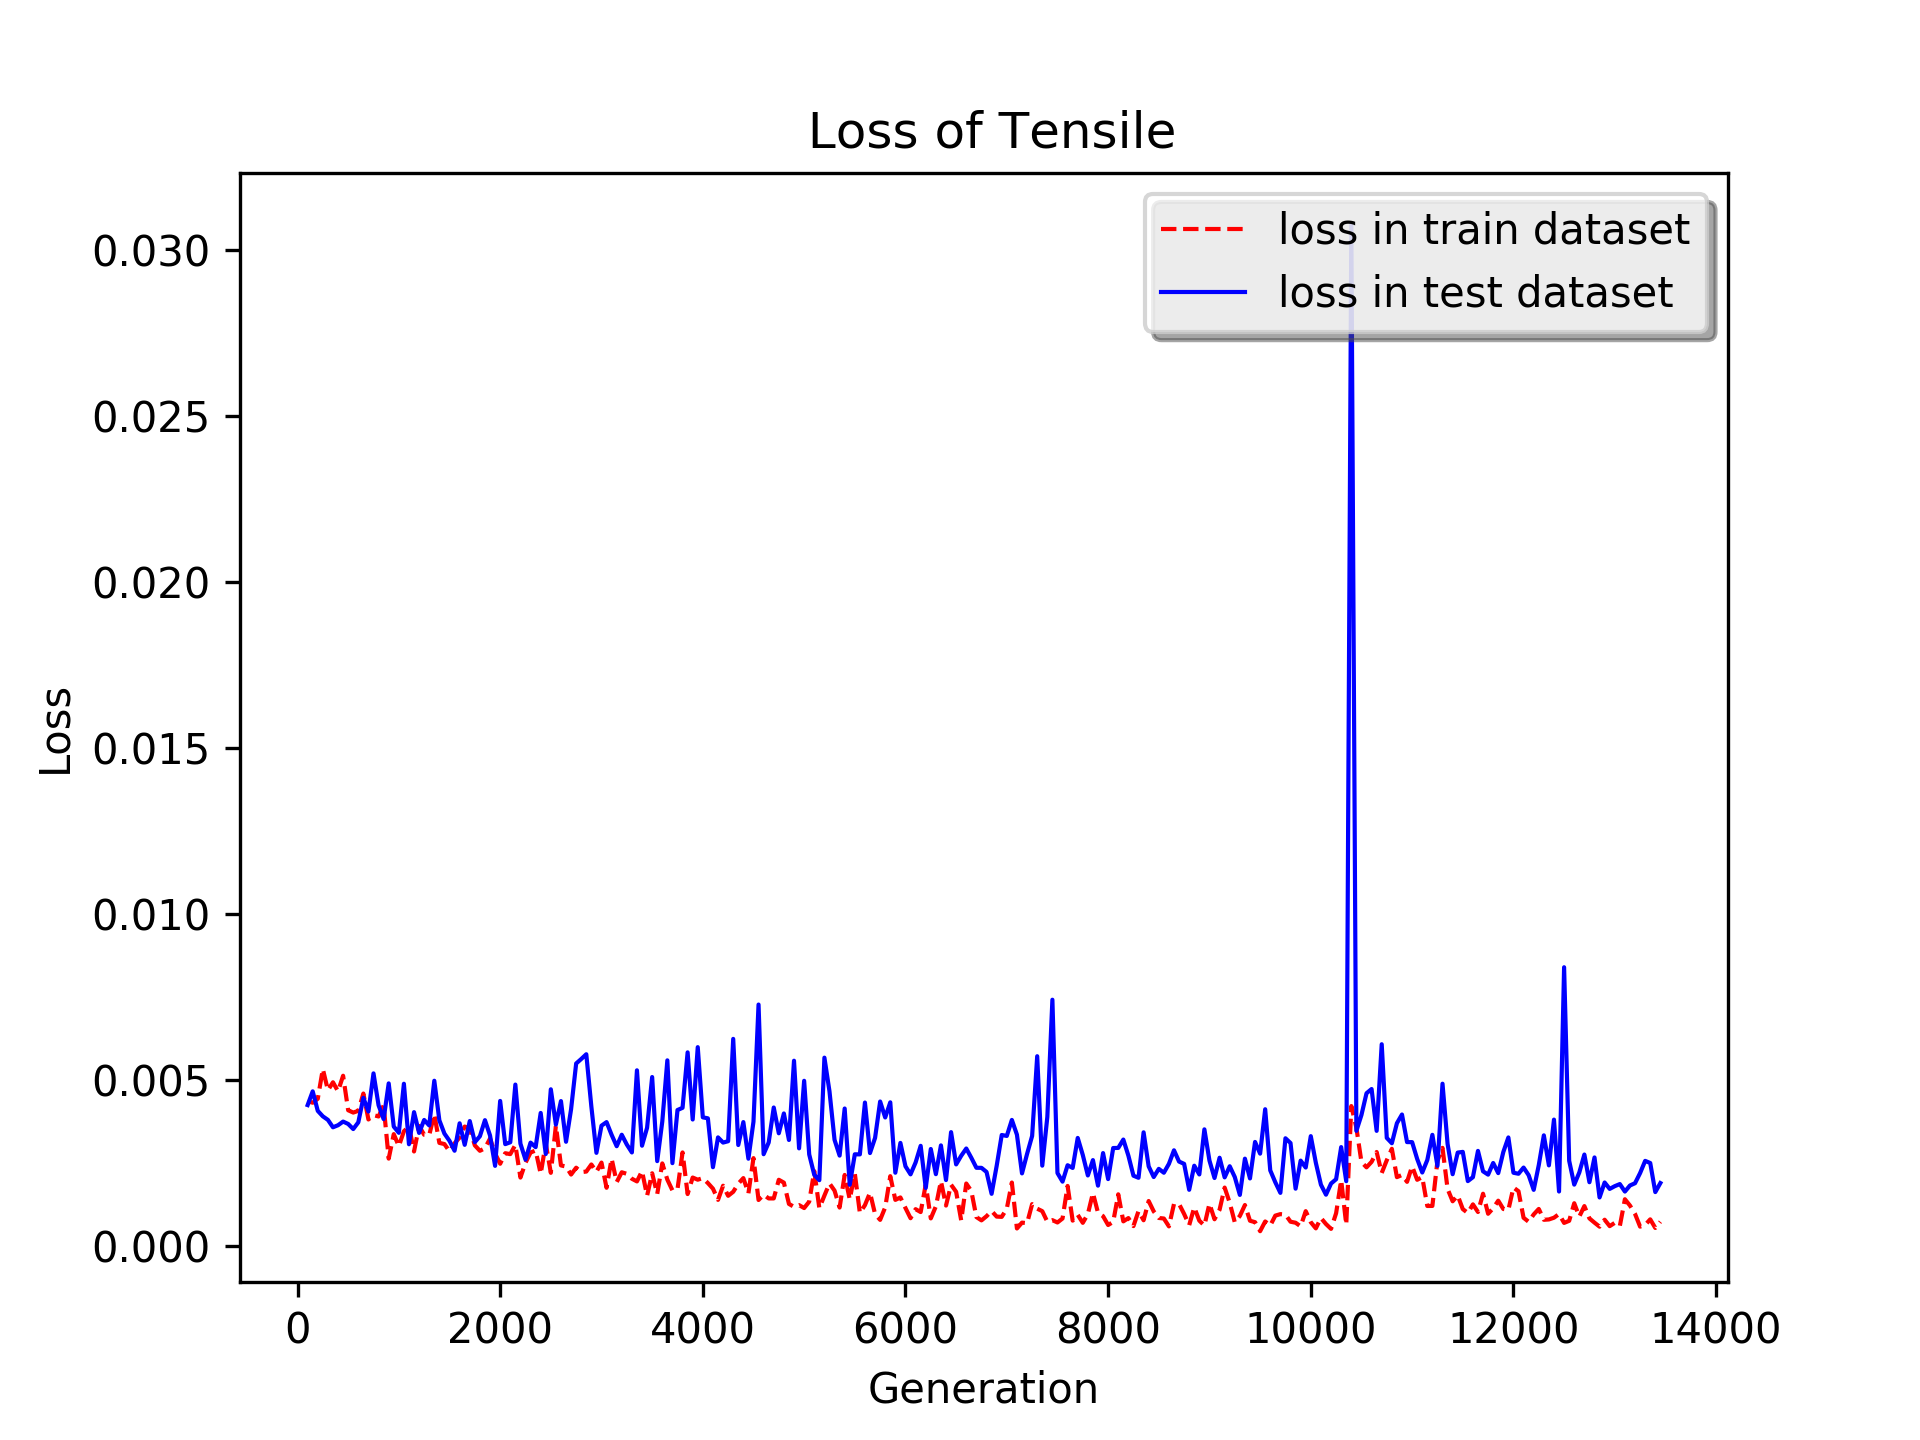 Loss of Tensile
loss in train dataset
loss in test dataset
0.030
0.025
0.020
0.015
0.010
0.005
0.000
Loss
0 2000 4000 6000 8000 10000 12000 14000
Generation